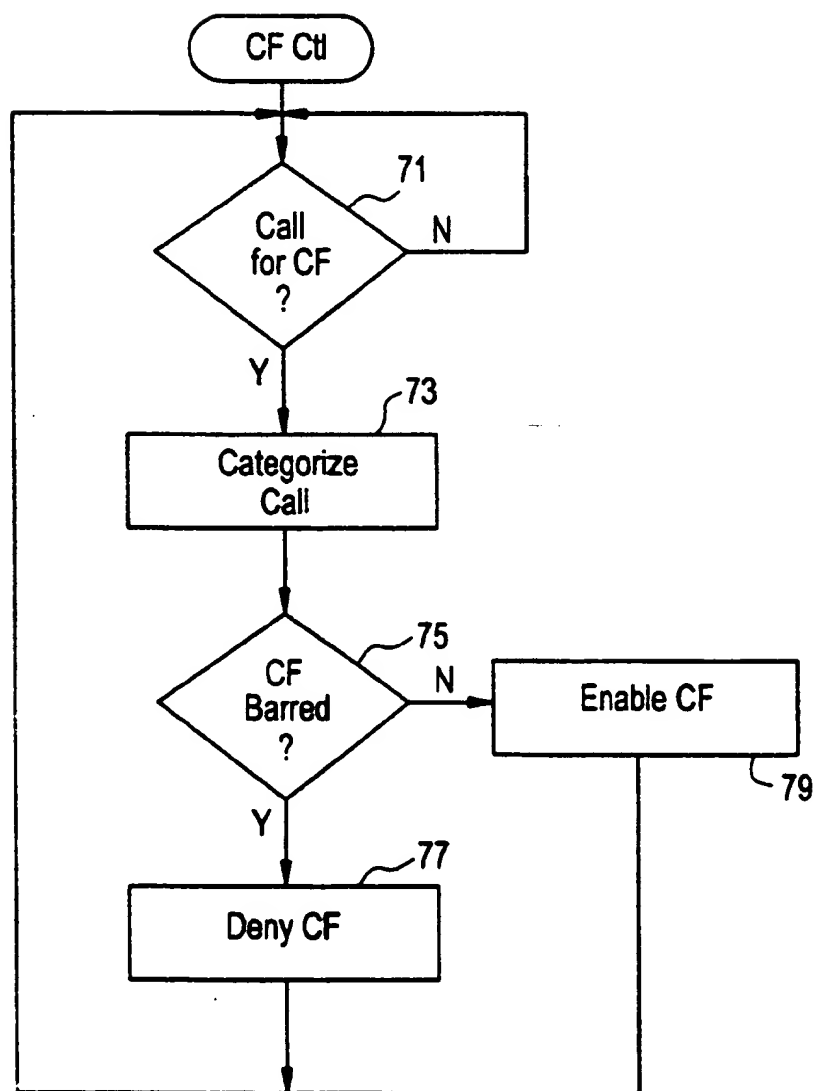 CF Ctl
71
Call
for CF
?
N
Y
73
Categorize
Call
75
CF
Barred
?
N
Enable CF
79
Y
77
Deny CF